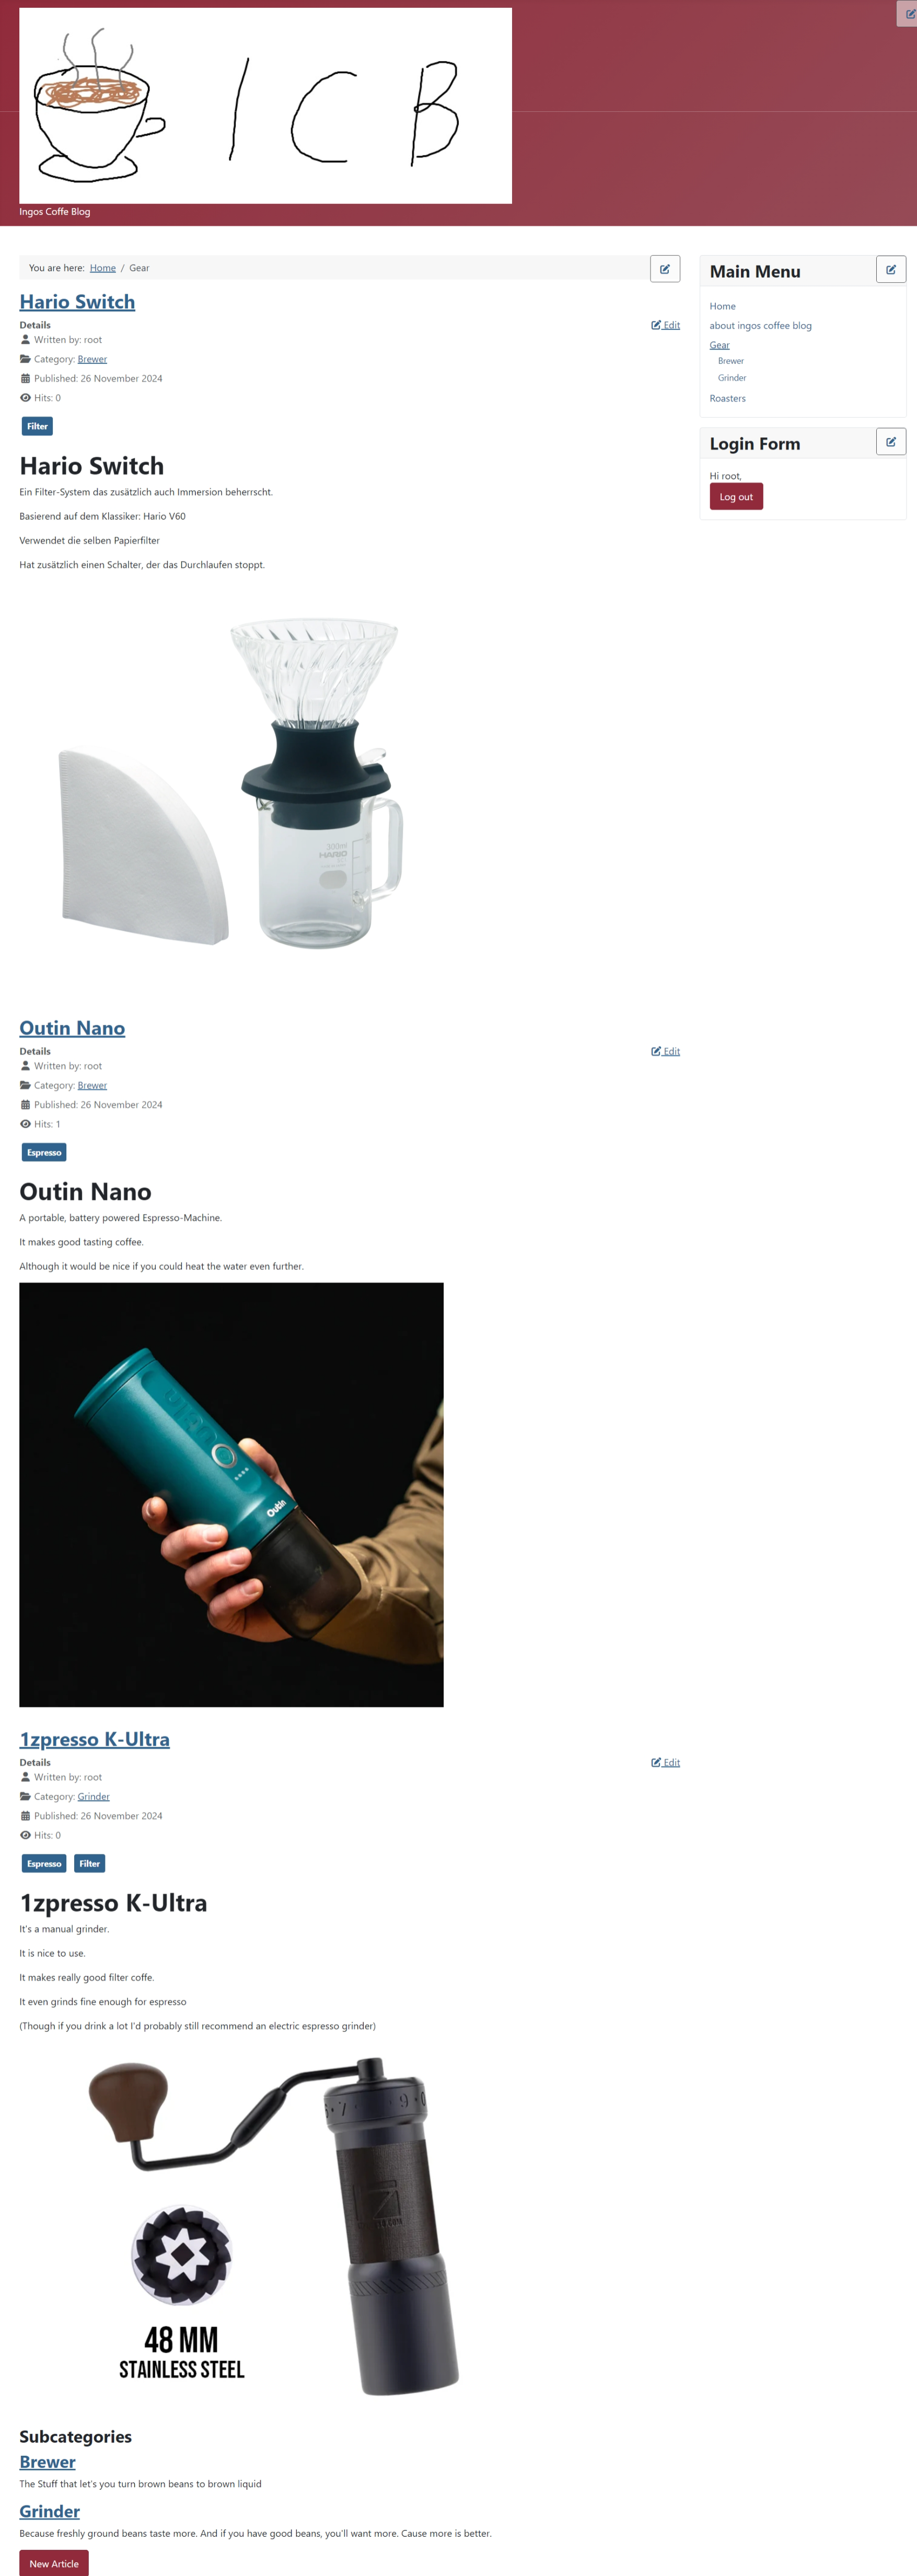 I C B
Ingos Coffe Blog
You are here: Home / Gear
Hario Switch
Details
Edit
Written by: root
Category: Brewer
Published: 26 November 2024
Hits: 0
Filter
Hario Switch
Ein Filter-System das zusätzlich auch Immersion beherrscht.
Basierend auf dem Klassiker: Hario V60
Verwendet die selben Papierfilter
Hat zusätzlich einen Schalter, der das Durchlaufen stoppt.
300ml
HARIO
Outin Nano
Details
Edit
Written by: root
Category: Brewer
Published: 26 November 2024
Hits: 1
Espresso
Outin Nano
A portable, battery powered Espresso-Machine.
It makes good tasting coffee.
Although it would be nice if you could heat the water even further.
Outin
Outin
1zpresso K-Ultra
Details
Edit
Written by: root
Category: Grinder
Published: 26 November 2024
Hits: 0
Espresso Filter
1zpresso K-Ultra
It's a manual grinder.
It is nice to use.
It makes really good filter coffe.
It even grinds fine enough for espresso
(Though if you drink a lot I'd probably still recommend an electric espresso grinder)
7 9 0
48 MM
STAINLESS STEEL
Subcategories
Brewer
The Stuff that let's you turn brown beans to brown liquid
Grinder
Because freshly ground beans taste more. And if you have good beans, you'll want more. Cause more is better.
New Article
Main Menu
Home
about ingos coffee blog
Gear
Brewer
Grinder
Roasters
Login Form
Hi root,
Log out